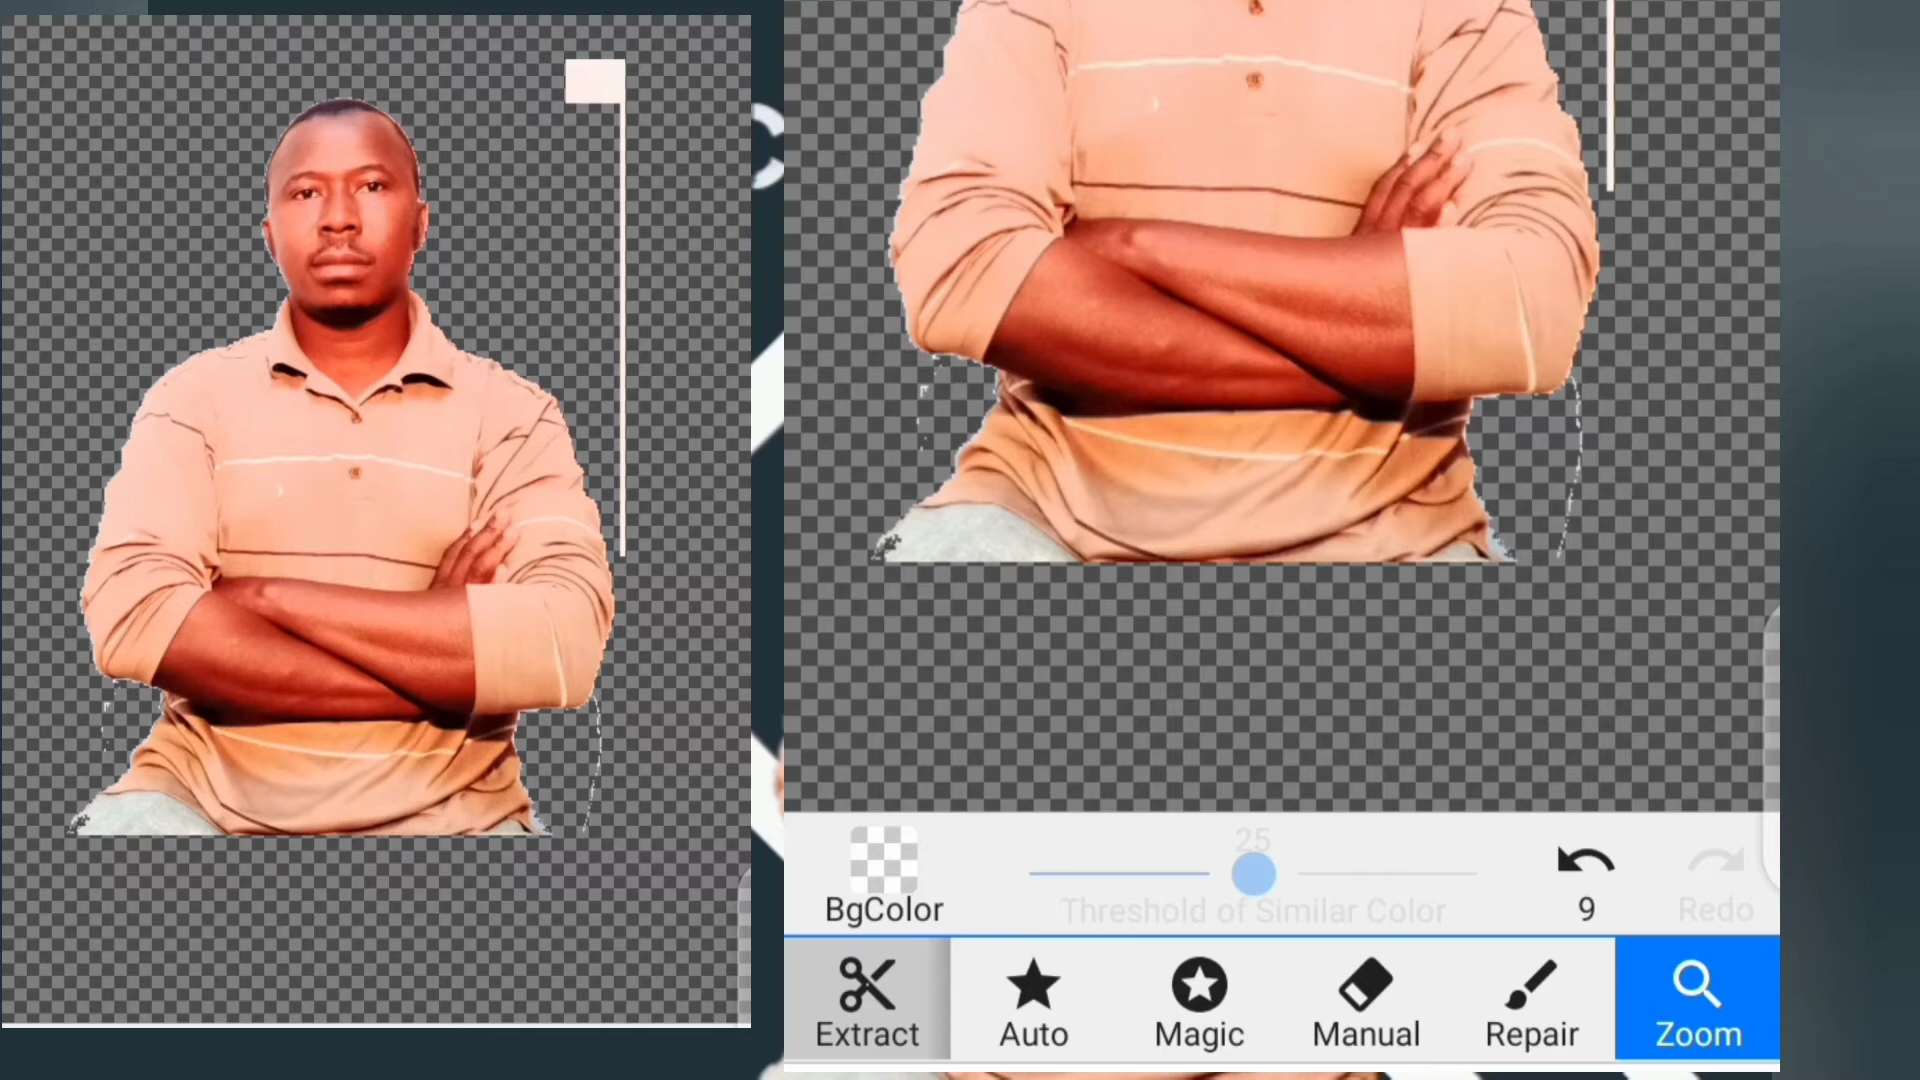 25
BgColor
Threshold of Similar Color
9
Redo
Extract
Auto
Magic
Manual
Repair
Zoom